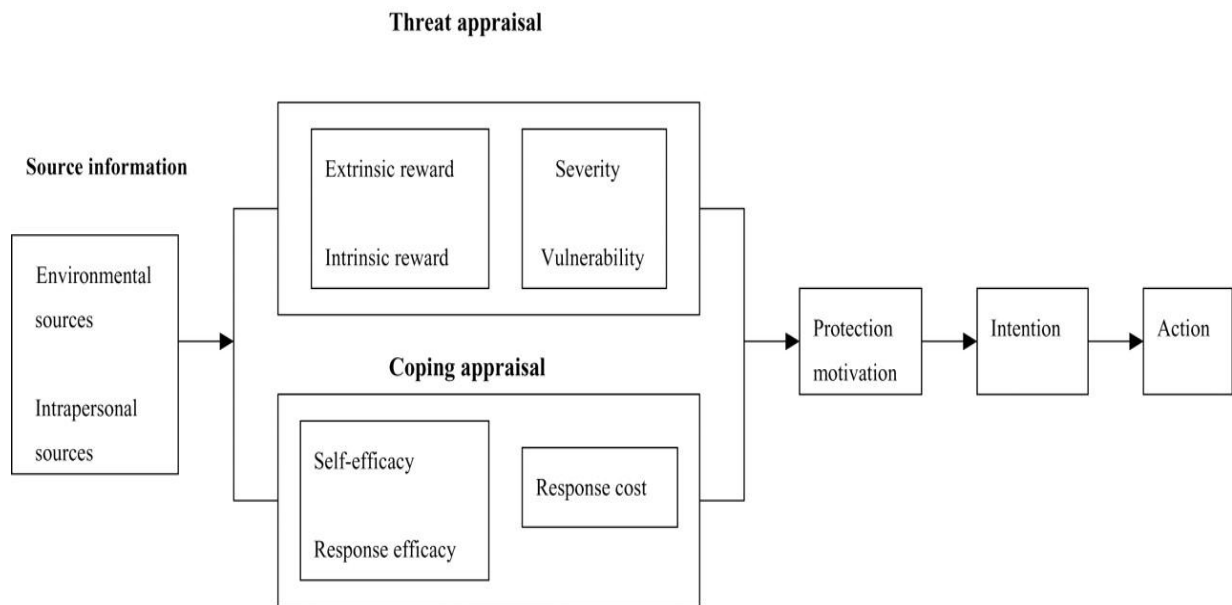 Threat appraisal
Source information
Environmental
sources
Intrapersonal
sources
Extrinsic reward
Intrinsic reward
Severity
Vulnerability
Coping appraisal
Self-efficacy
Response efficacy
Response cost
Protection
motivation
Intention
Action